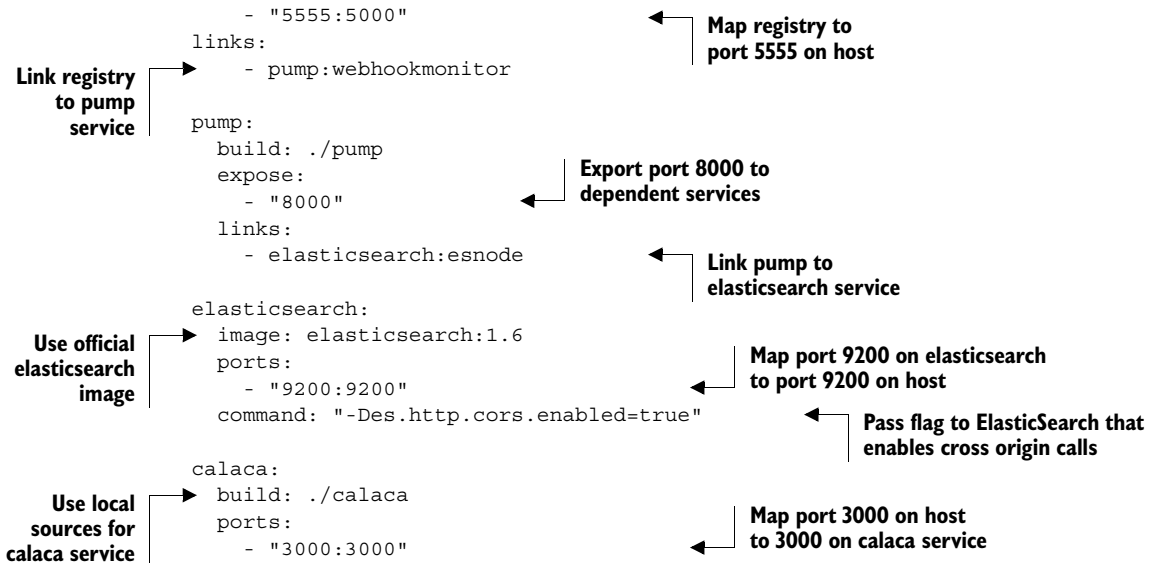 - "5555:5000"
Map registry to
port 5555 on host
links:
- pump:webhookmonitor
Link registry
to pump
service
pump:
build: ./pump
expose:
- "8000"
Export port 8000 to
dependent services
links:
- elasticsearch:esnode
Link pump to
elasticsearch service
elasticsearch:
image: elasticsearch:1.6
Use official
elasticsearch
image
ports:
- "9200:9200"
Map port 9200 on elasticsearch
to port 9200 on host
command: "-Des.http.cors.enabled=true"
Pass flag to ElasticSearch that
enables cross origin calls
calaca:
build: ./calaca
Use local
sources for
calaca service
ports:
- "3000:3000"
Map port 3000 on host
to 3000 on calaca service